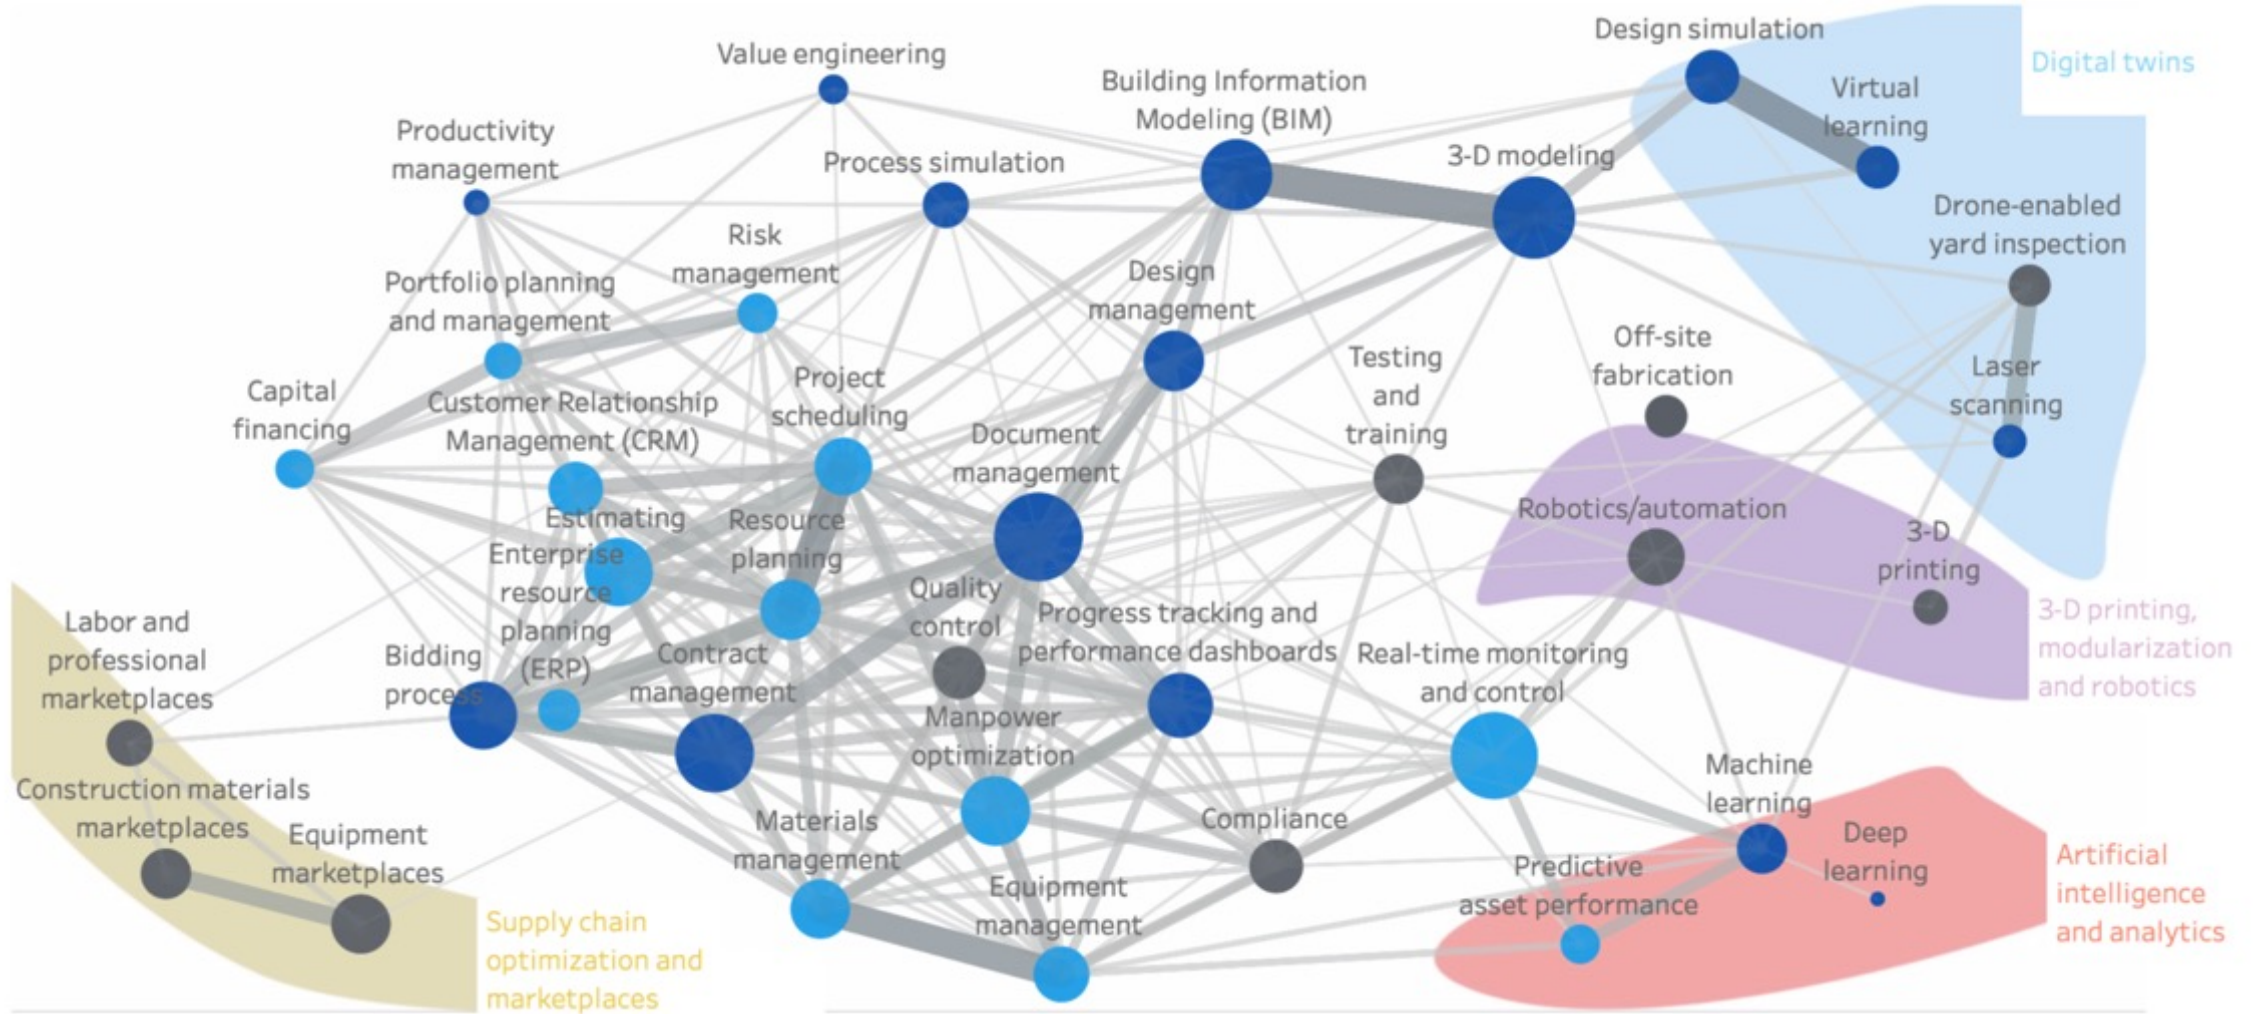 Design simulation
Digital twins
Value engineering
Building Information
Modeling (BIM)
Virtual
learning
Productivity
management
Process simulation
3-D modeling
Drone-enabled
yard inspection
Risk
management
Portfolio planning
and management
Design
management
Off-site
fabrication
Testing
and
training
Laser
scanning
Capital
financing
Customer Relationship
Management (CRM)
Project
scheduling
Document
management
Estimating
Resource
planning
Robotics/automation
3-D
printing
Enterprise
resource
planning
(ERP)
Quality
control
Progress tracking and
performance dashboards
3-D printing,
modularization
and robotics
Labor and
professional
marketplaces
Bidding
process
Contract
management
Real-time monitoring
and control
Manpower
optimization
Machine
learning
Construction materials
marketplaces
Equipment
marketplaces
Materials
management
Compliance
Deep
learning
Predictive
asset performance
Artificial
intelligence
and analytics
Equipment
management
Supply chain
optimization and
marketplaces